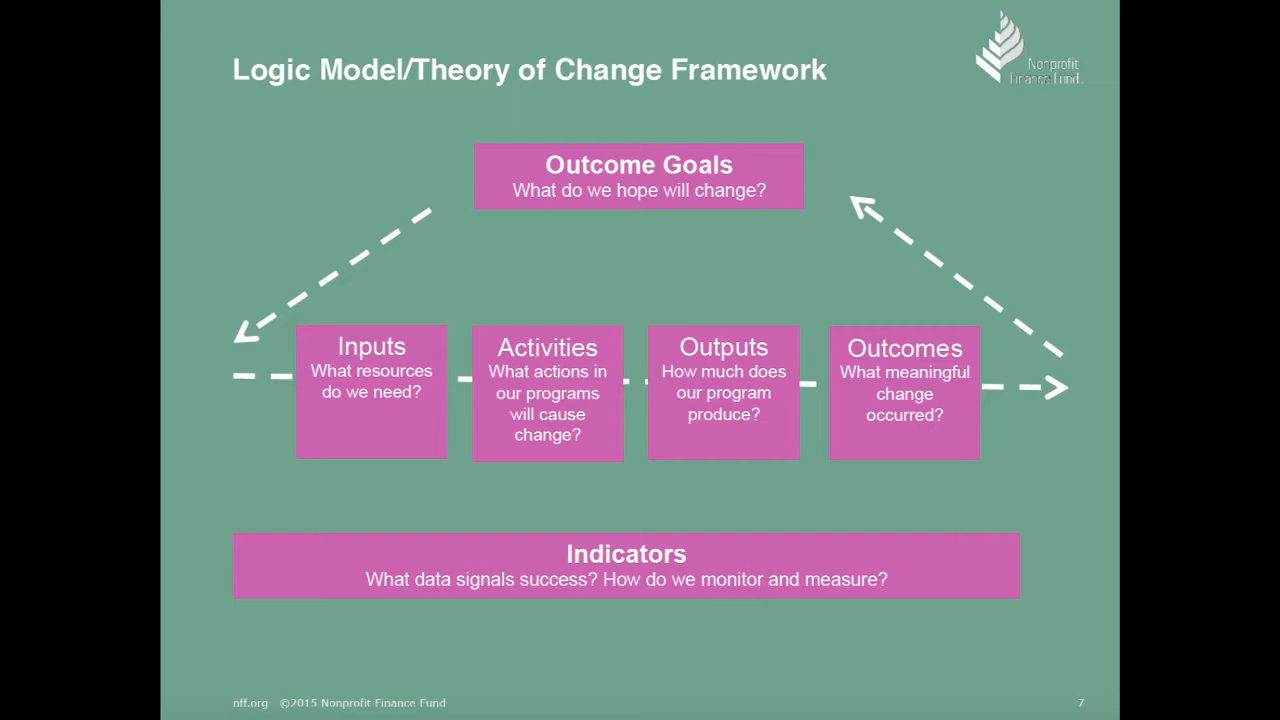 Logic Model/Theory of Change Framework
Nonprofit
Finance Fund
Outcome Goals
What do we hope will change?
Inputs
What resources
do we need?
Activities
What actions in
our programs
will cause
change?
Outputs
How much does
our program
produce?
Outcomes
What meaningful
change
occurred?
Indicators
What data signals success? How do we monitor and measure?
nff.org ©2015 Nonprofit Finance Fund
7